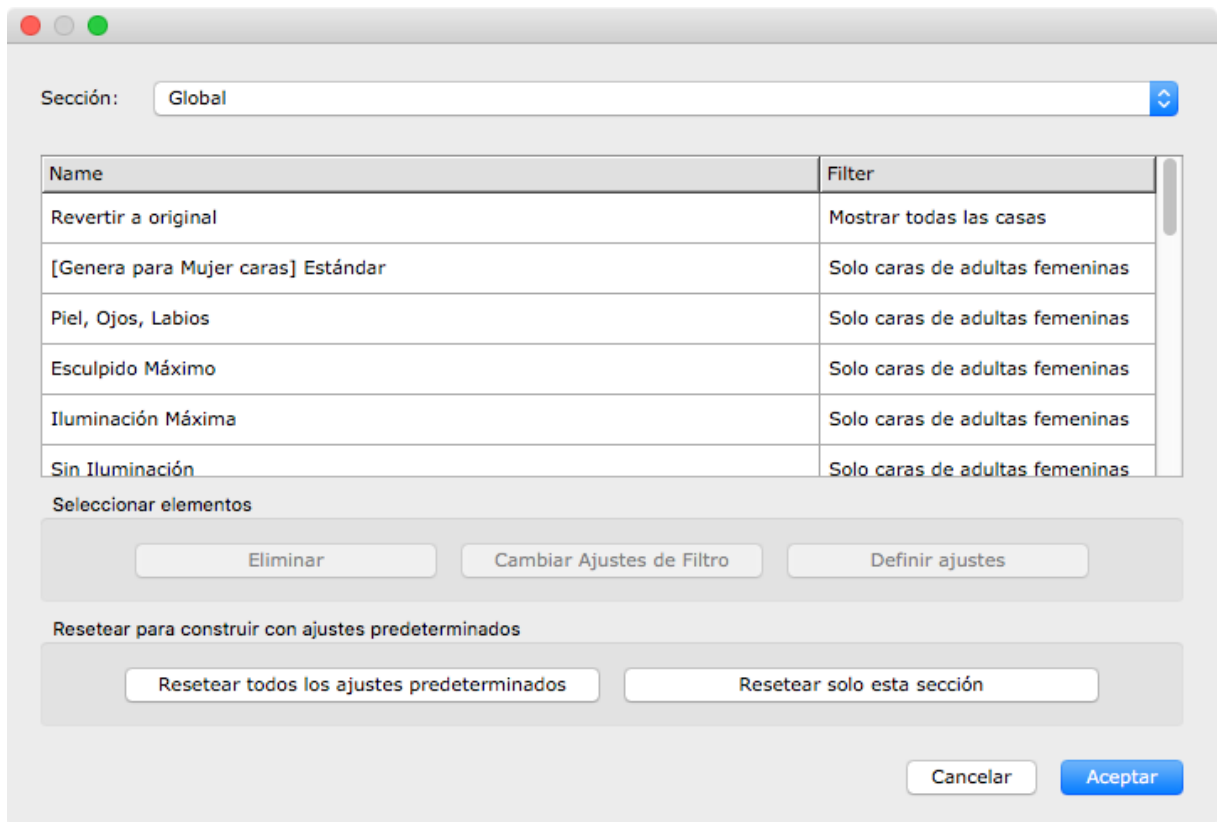 Sección: Global
Name Filter
Revertir a original Mostrar todas las casas
[Genera para Mujer caras] Estándar Solo caras de adultas femeninas
Piel, Ojos, Labios Solo caras de adultas femeninas
Esculpido Máximo Solo caras de adultas femeninas
Iluminación Máxima Solo caras de adultas femeninas
Sin Iluminación Solo caras de adultas femeninas
Seleccionar elementos
Eliminar Cambiar Ajustes de Filtro Definir ajustes
Resetear para construir con ajustes predeterminados
Resetear todos los ajustes predeterminados Resetear solo esta sección
Cancelar Aceptar